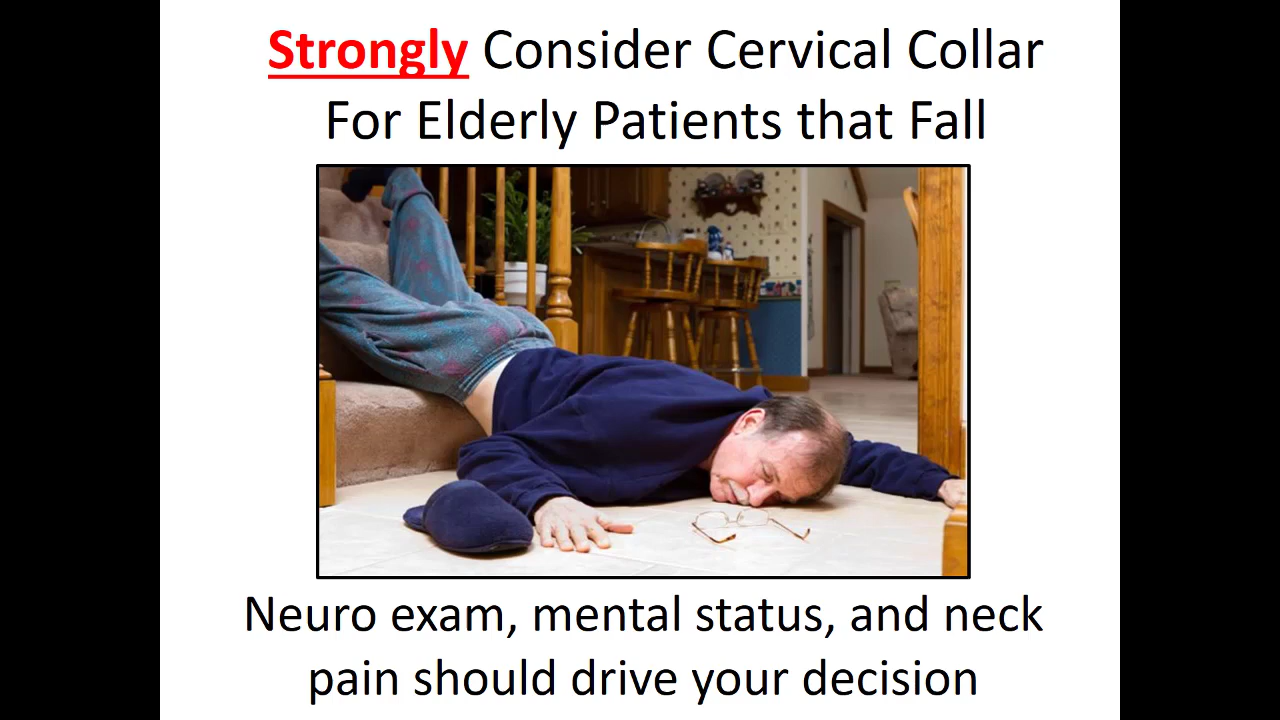 Strongly Consider Cervical Collar
For Elderly Patients that Fall
Neuro exam, mental status, and neck
pain should drive your decision